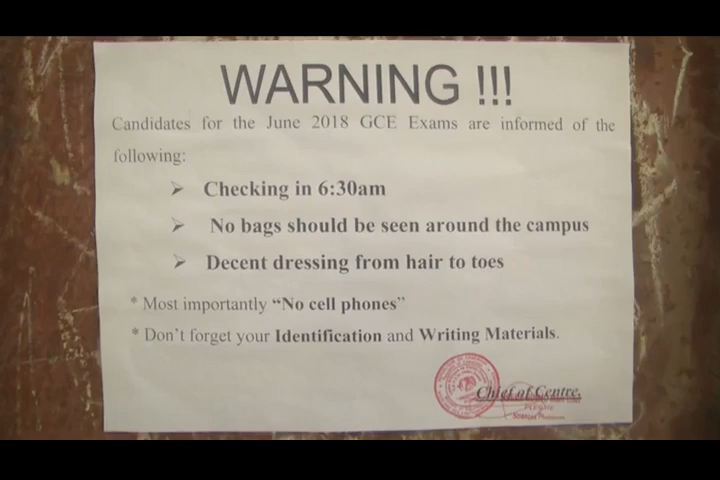 WARNING !!!
Candidates for the June 2018 GCE Exams are informed of the
following:
➢ Checking in 6:30am
➢ No bags should be seen around the campus
➢ Decent dressing from hair to toes
* Most importantly “No cell phones”
* Don’t forget your Identification and Writing Materials.
Chief of Centre.